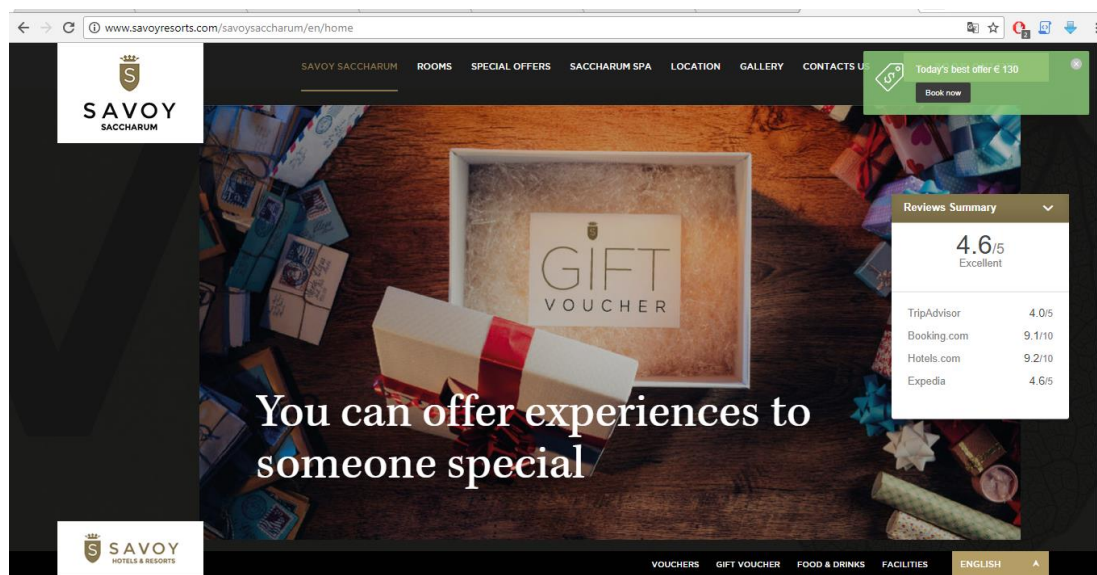 www.savoyresorts.com/savoysaccharum/en/home
2
S
SAVOY
SACCHARUM
SAVOY SACCHARUM ROOMS SPECIAL OFFERS SACCHARUM SPA LOCATION GALLERY CONTACTS US
Today's best offer € 130
Book now
GIFT
VOUCHER
You can offer experiences to
someone special
Reviews Summary
4.6/5
Excellent
TripAdvisor 4.0/5
Booking.com 9.1/10
Hotels.com 9.2/10
Expedia 4.6/5
S SAVOY
HOTELS & RESORTS
VOUCHERS GIFT VOUCHER FOOD & DRINKS FACILITIES ENGLISH